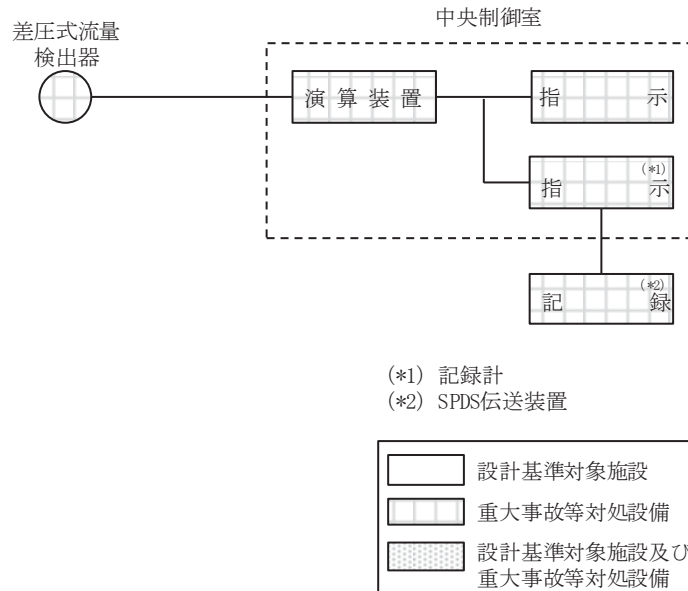 中央制御室
差圧式流量
検出器
演算装置
指示
指示(*1)
記録(*2)
(*1) 記録計
(*2) SPDS伝送装置
設計基準対象施設
重大事故等対処設備
設計基準対象施設及び
重大事故等対処設備